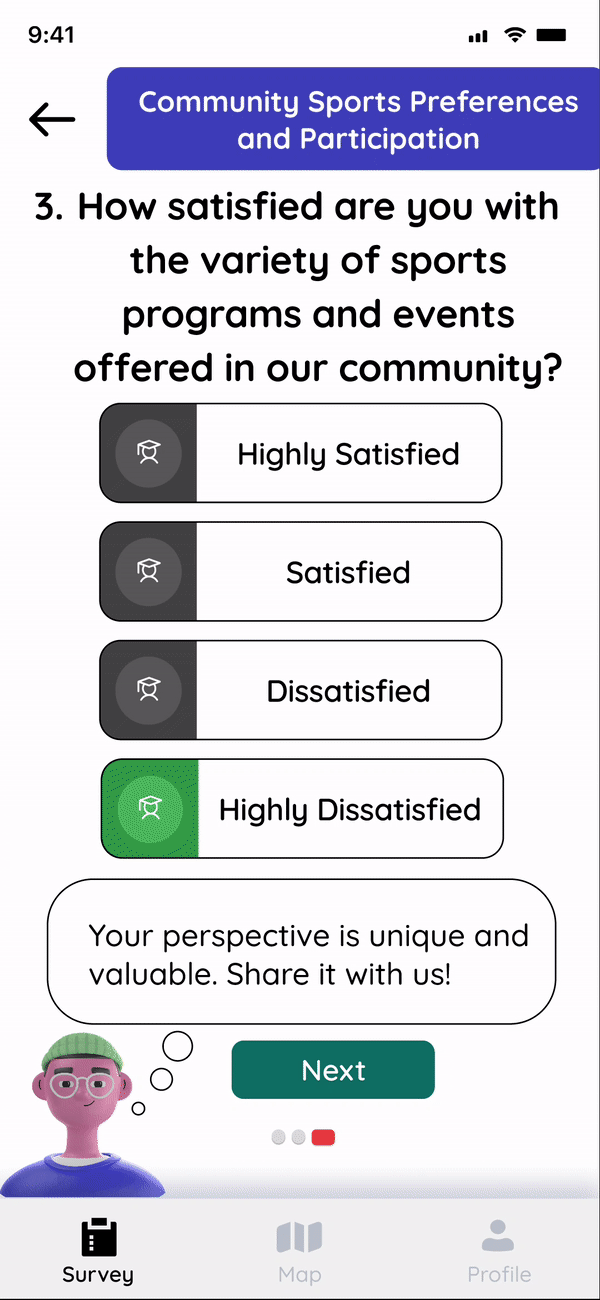 9:41
Community Sports Preferences
and Participation
3. How satisfied are you with
the variety of sports
programs and events
offered in our community?
Highly Satisfied
Satisfied
Dissatisfied
Highly Dissatisfied
Your perspective is unique and
valuable. Share it with us!
Next
Survey
Map
Profile